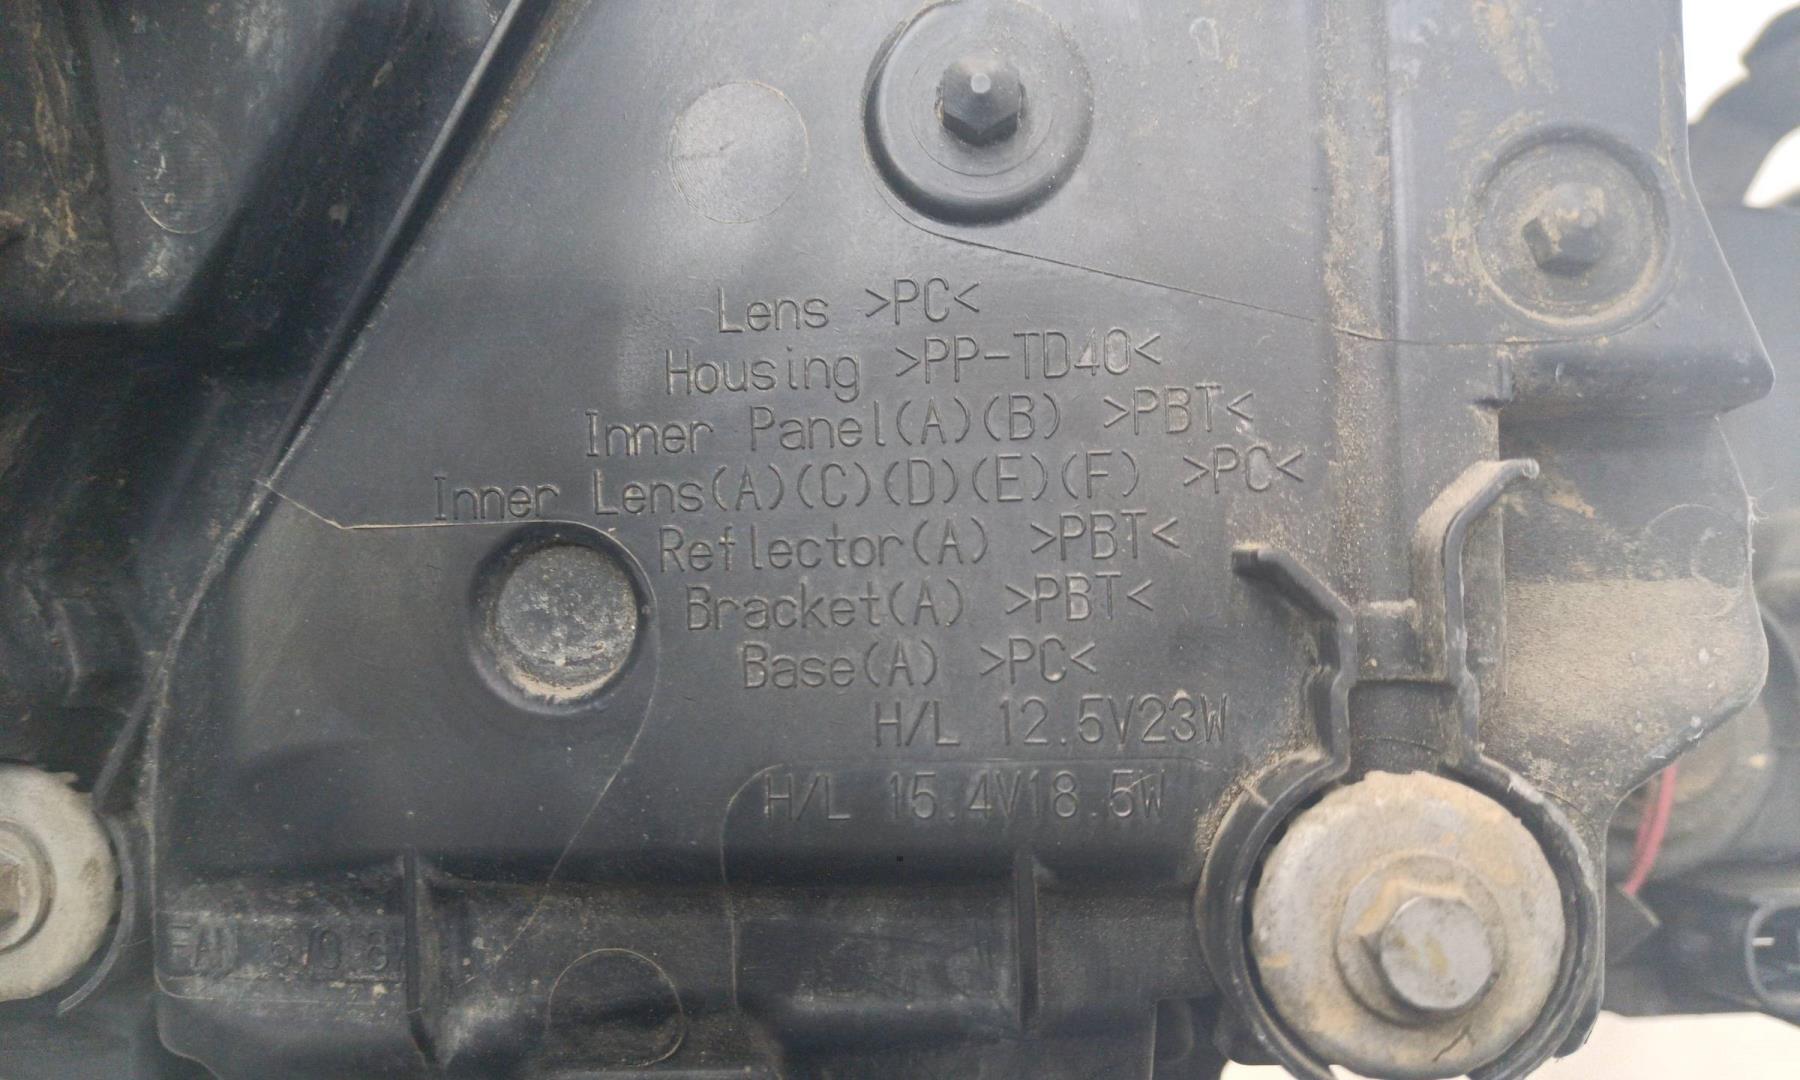 Lens >PC<
Housing >PP-TD40<
Inner Panel(A)(B) >PBT<
Inner Lens(A)(C)(D)(E)(F) >PC<
Reflector(A) >PBT<
Bracket(A) >PBT<
Base(A) >PC<
H/L 12.5V23W
H/L 15.4V18.5W